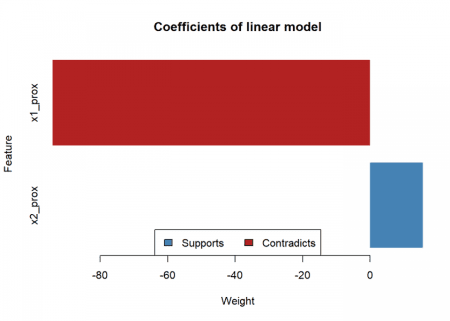 Coefficients of linear model
Feature
x1_prox
x2_prox
Supports Contradicts
-80 -60 -40 -20 0
Weight